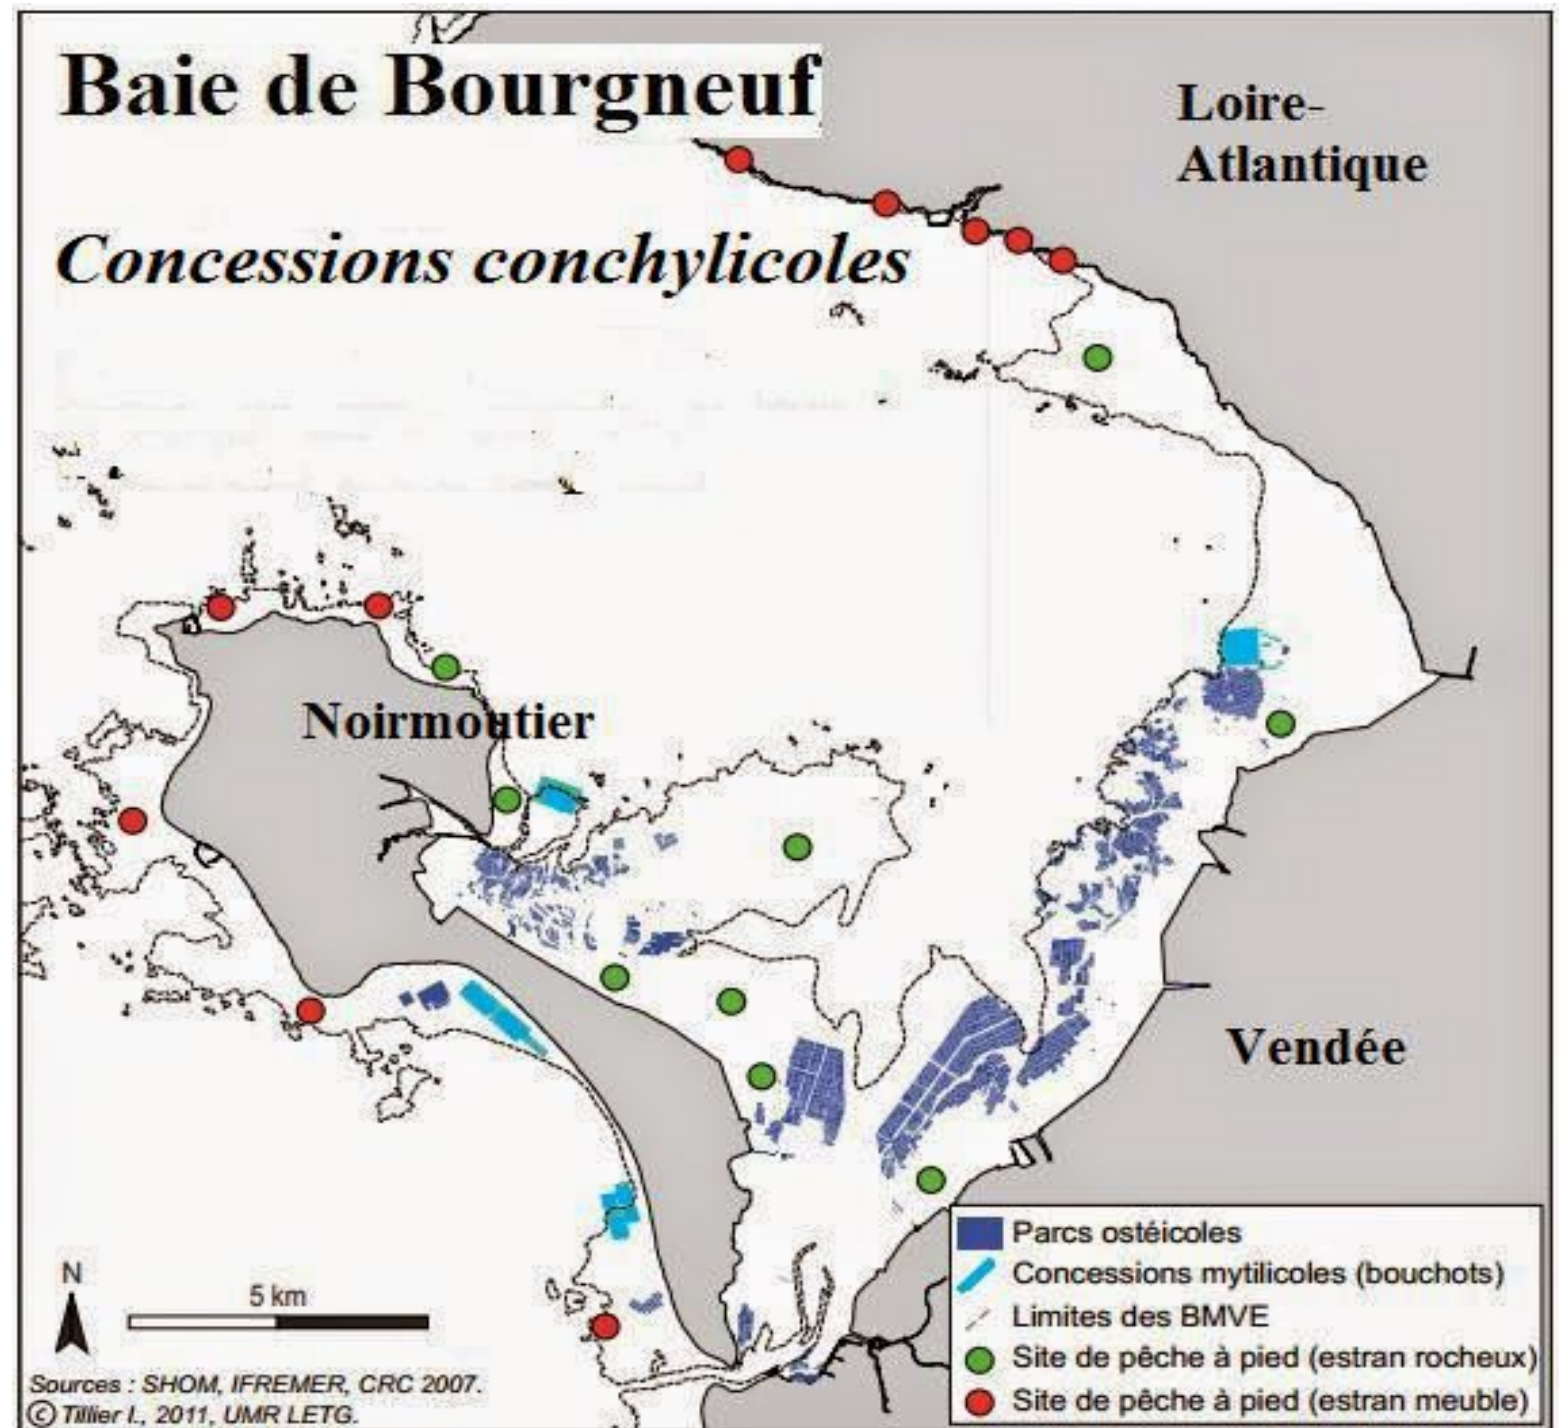 Baie de Bourgneuf
Loire-
Atlantique
Concessions conchylicoles
Noirmoutier
Vendée
N
5 km
Parcs ostéicoles
Concessions mytilicoles (bouchots)
Limites des BMVE
Site de pêche à pied (estran rocheux)
Site de pêche à pied (estran meuble)
Sources : SHOM, IFREMER, CRC 2007.
© Tillier I., 2011, UMR LETG.